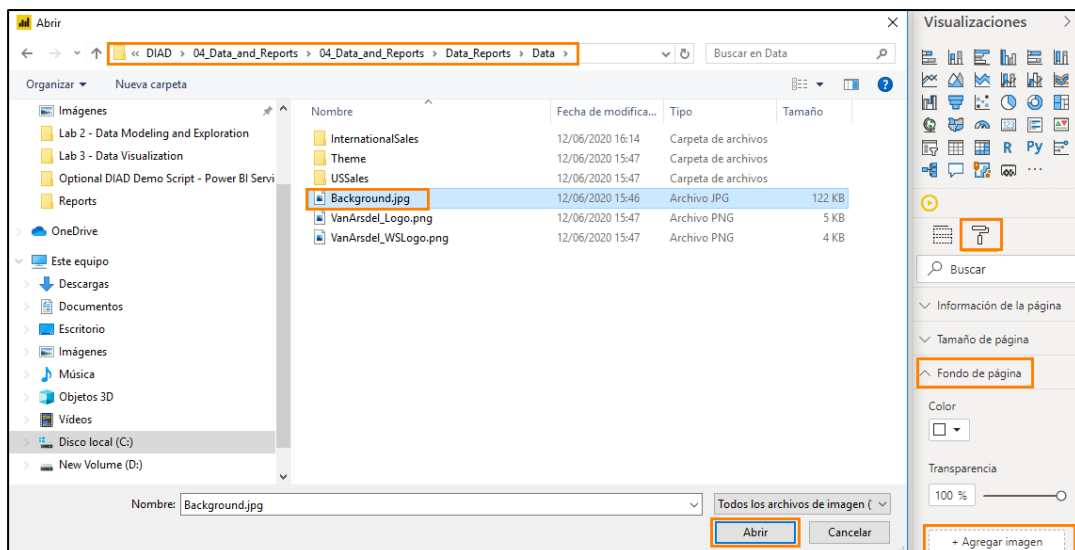 Abrir
« DIAD > 04_Data_and_Reports > 04_Data_and_Reports > Data_Reports > Data >
Buscar en Data
Organizar
Nueva carpeta
Imágenes
Lab 2 - Data Modeling and Exploration
Lab 3 - Data Visualization
Optional DIAD Demo Script - Power BI Servi
Reports
OneDrive
Este equipo
Descargas
Documentos
Escritorio
Imágenes
Música
Objetos 3D
Vídeos
Disco local (C:)
New Volume (D:)
Nombre Fecha de modifica... Tipo Tamaño
InternationalSales 12/06/2020 16:14 Carpeta de archivos
Theme 12/06/2020 15:47 Carpeta de archivos
USSales 12/06/2020 15:47 Carpeta de archivos
Background.jpg 12/06/2020 15:46 Archivo JPG 122 KB
VanArsdel_Logo.png 12/06/2020 15:47 Archivo PNG 5 KB
VanArsdel_WSLogo.png 12/06/2020 15:47 Archivo PNG 4 KB
Nombre: Background.jpg
Todos los archivos de imagen (
Abrir
Cancelar
Visualizaciones >
123
R Py
...
Buscar
Información de la página
Tamaño de página
Fondo de página
Color
Transparencia
100 %
+ Agregar imagen